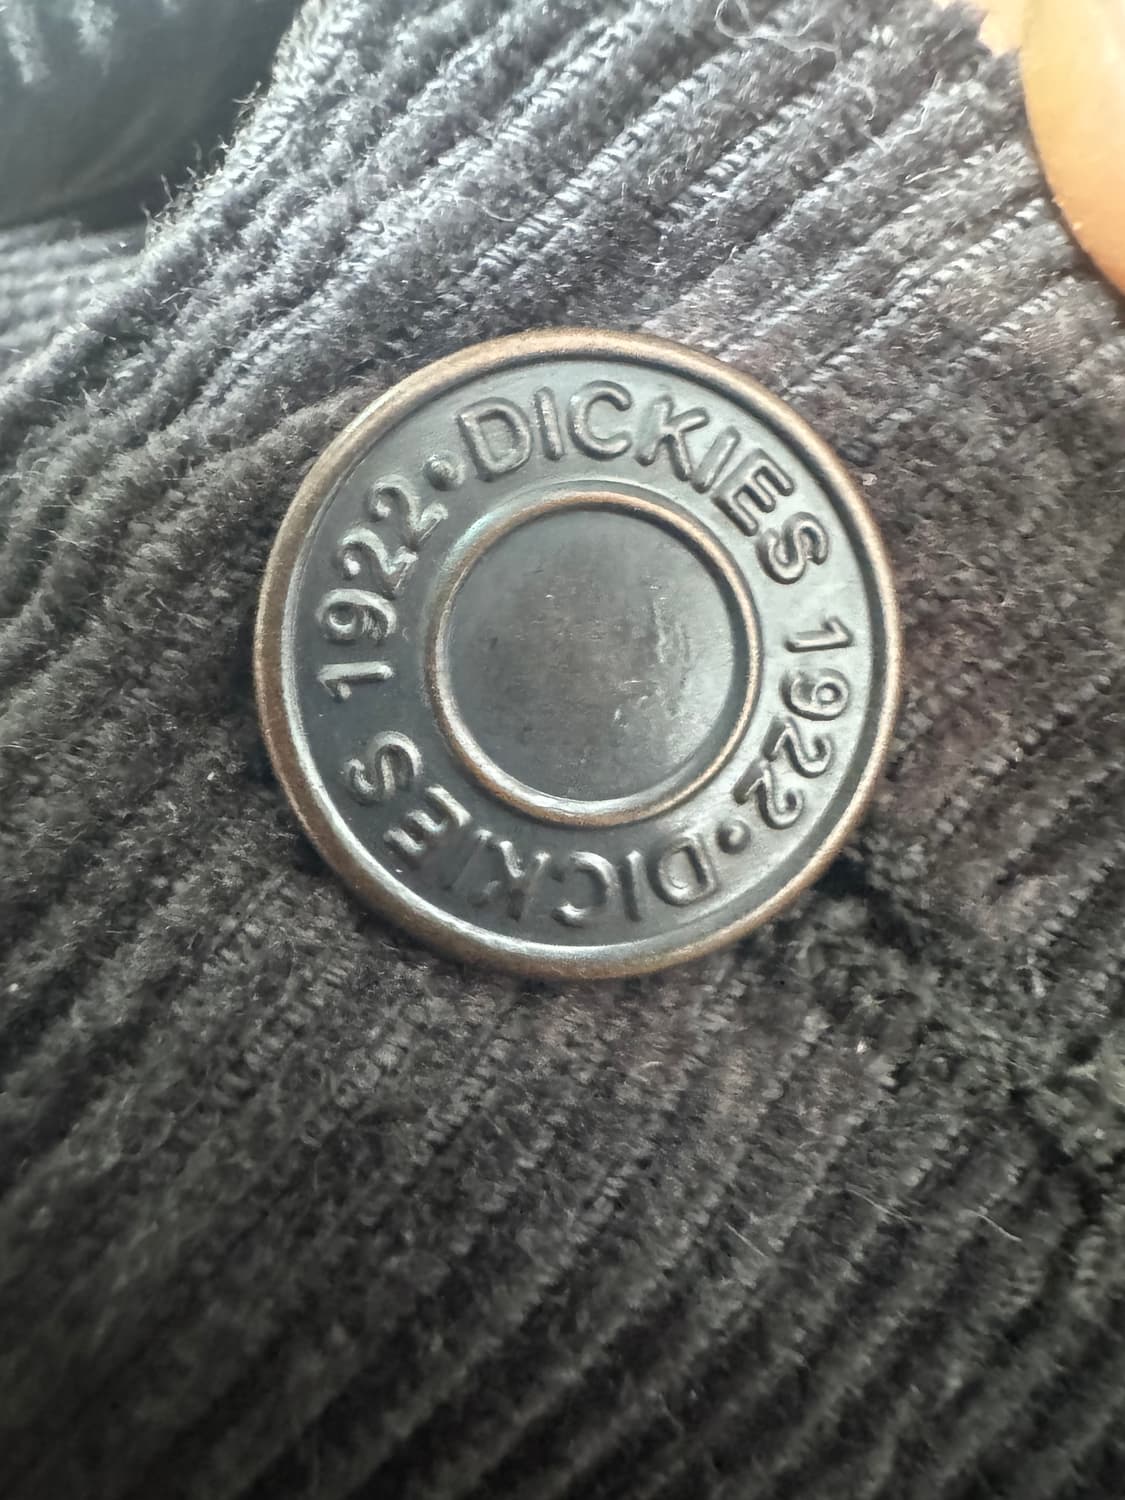 DICKIES 1922 • DICKIES 1922 •